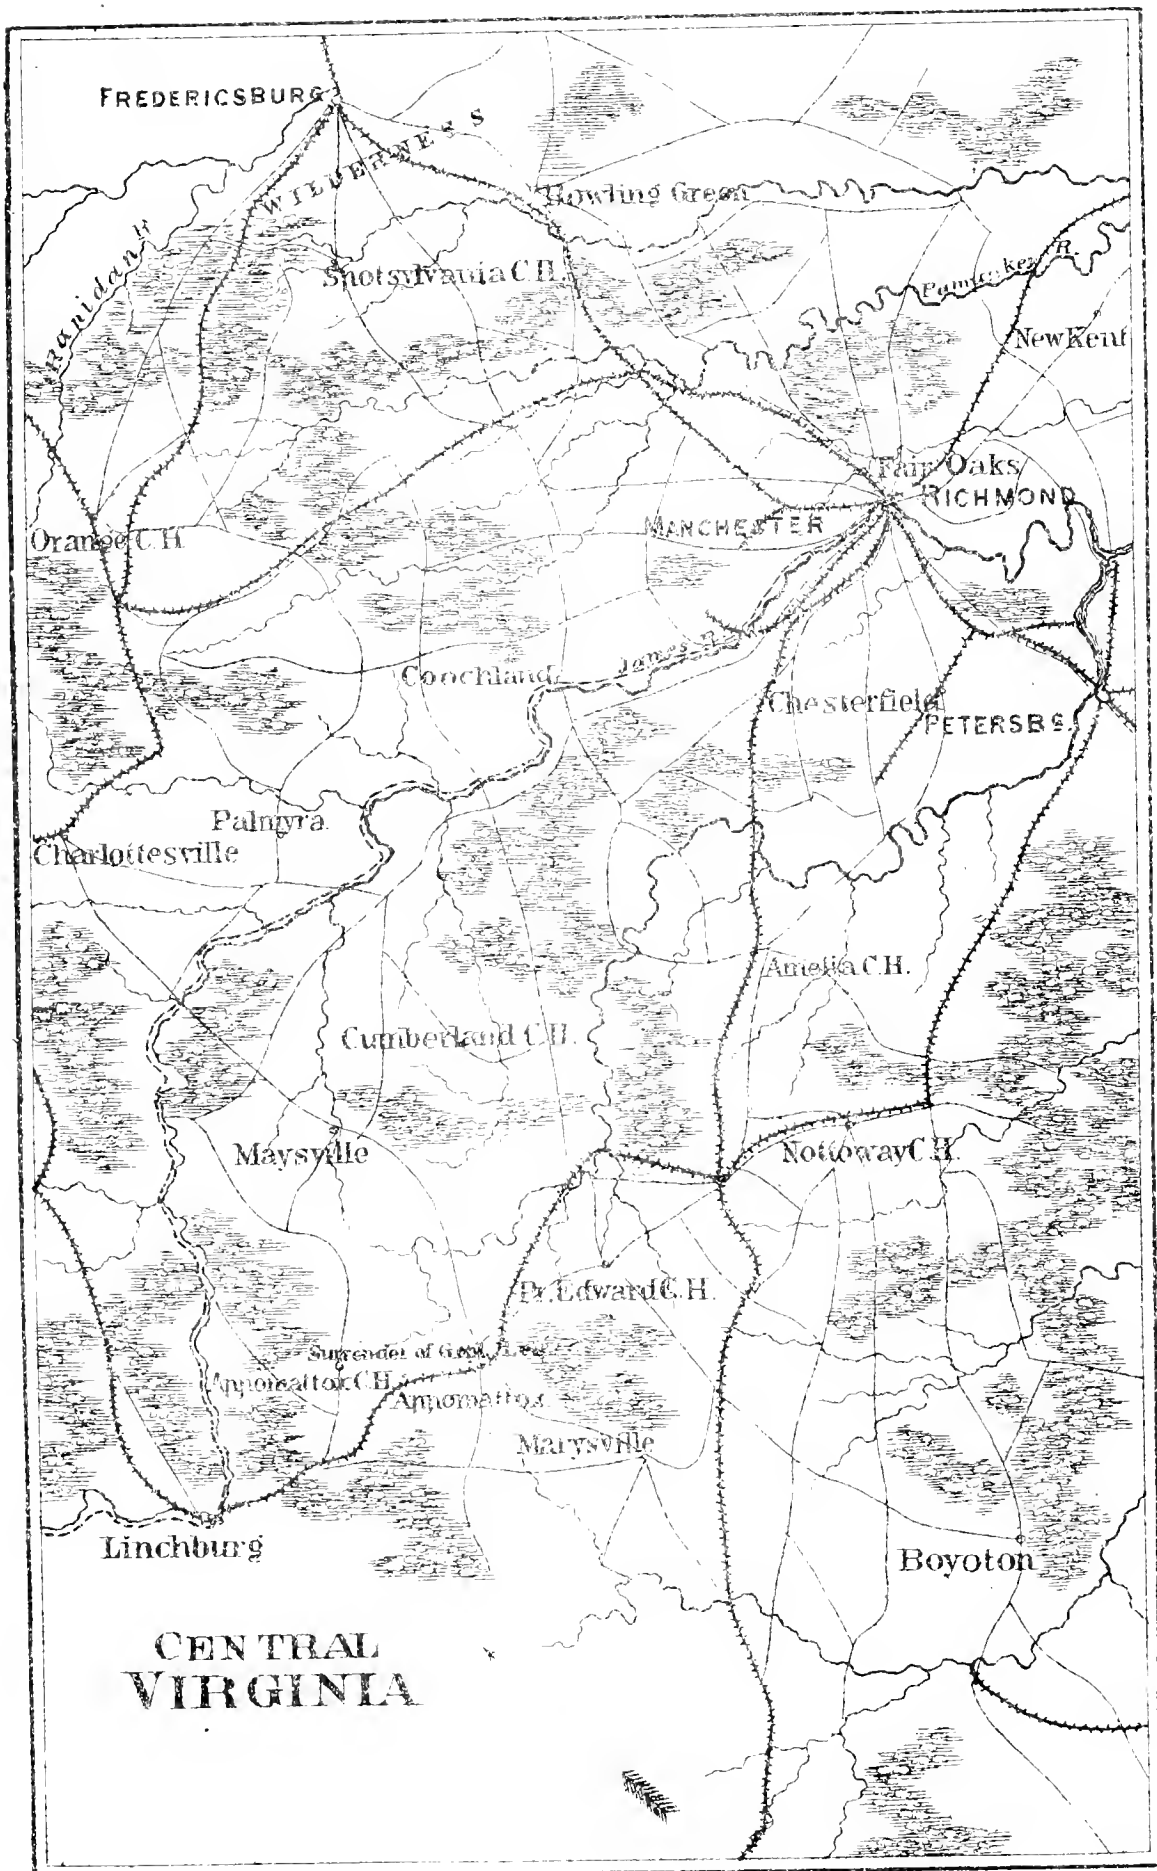 FREDERICSBURG
WILDERNESS
Bowling Green
Rapidan R
Spotsylvania C.H.
Pamunkey R.
New Kent
Fair Oaks
RICHMOND
MANCHESTER
Orange C.H.
James R.
Goochland
Chesterfield
PETERSBG.
Palmyra
Charlottesville
Amelia C.H.
Cumberland C.H.
Maysville
Nottoway C.H.
Pr. Edward C.H.
Surrender of Genl. Lee
Appomattox C.H.
Appomattox
Marysville
Linchburg
Boyoton
CENTRAL
VIRGINIA